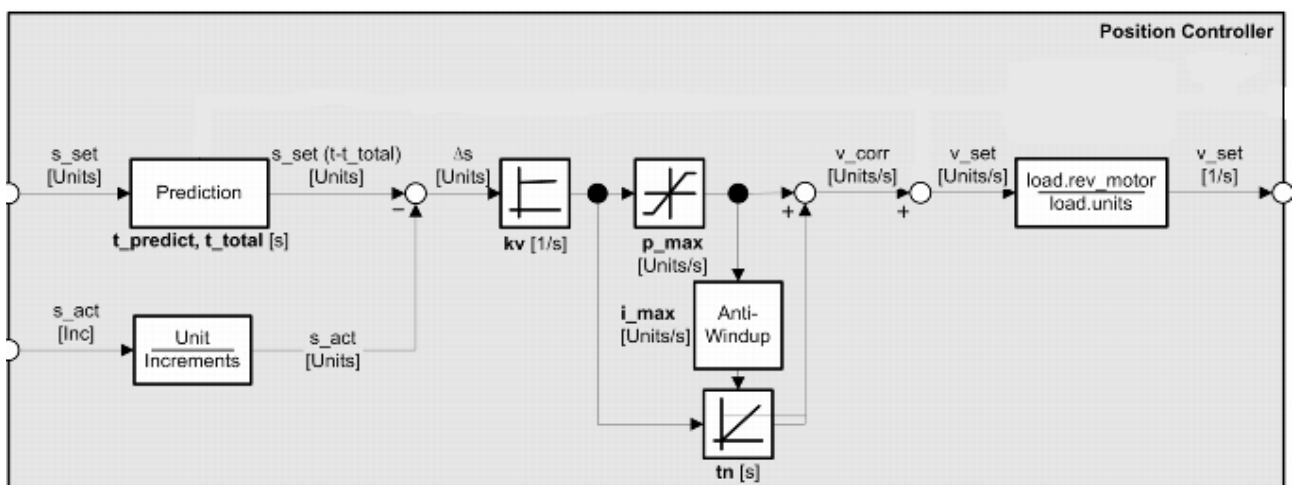 Position Controller
s_set
[Units]
Prediction
t_predict, t_total [s]
s_set (t-t_total)
[Units]
−
Δs
[Units]
kv [1/s]
p_max
[Units/s]
+
v_corr
[Units/s]
+
v_set
[Units/s]
load.rev_motor
load.units
v_set
[1/s]
s_act
[Inc]
Unit
Increments
s_act
[Units]
i_max
[Units/s]
Anti-
Windup
tn [s]